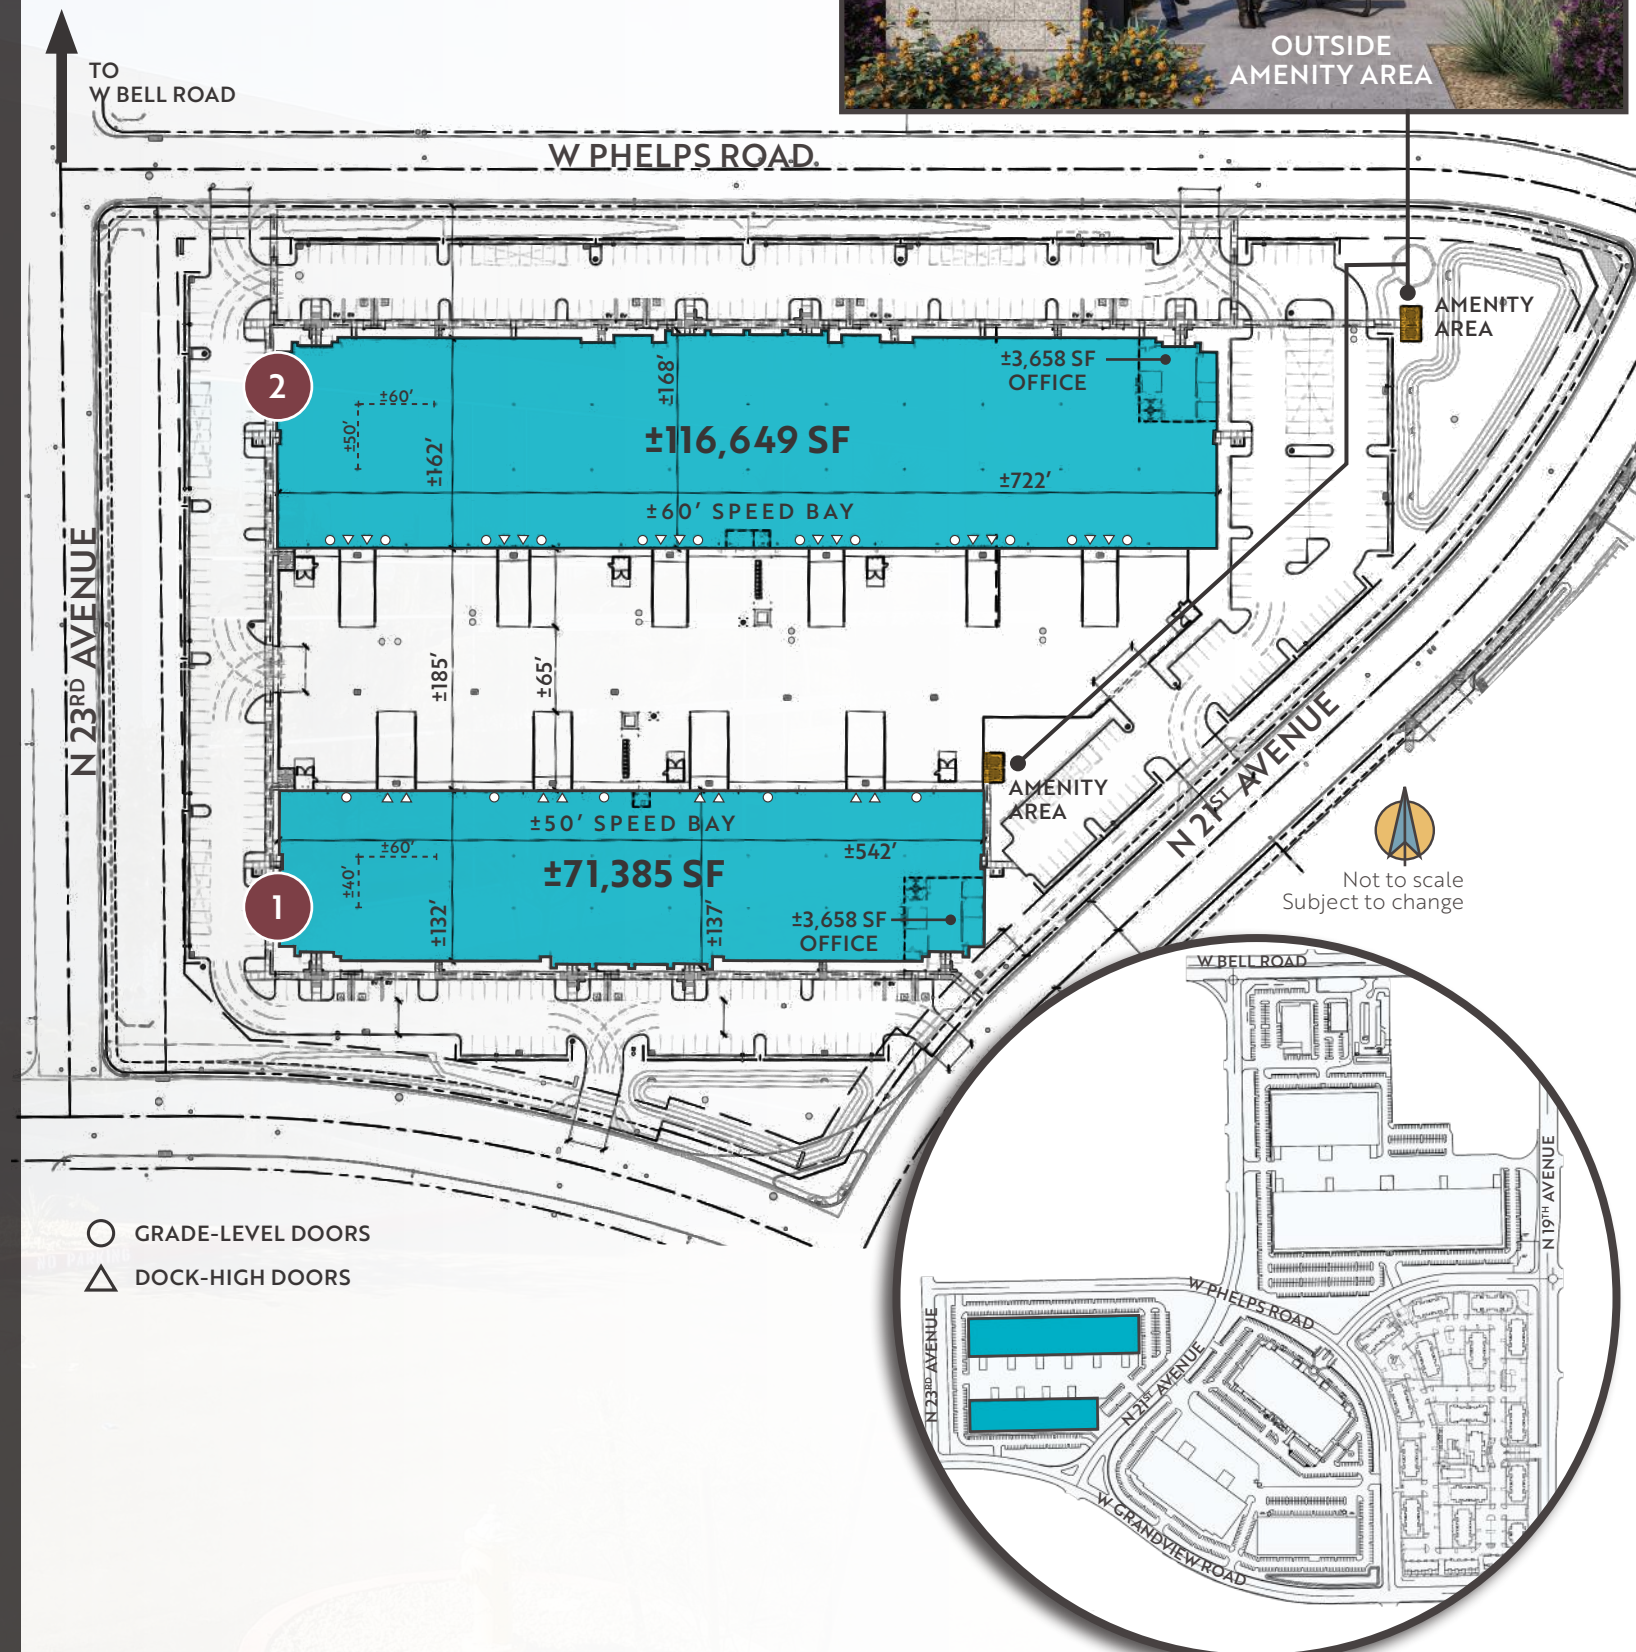 OUTSIDE
AMENITY AREA
TO
W BELL ROAD
W PHELPS ROAD
AMENITY
AREA
±3,658 SF
OFFICE
2
±60'
±50'
±162'
±168'
±116,649 SF
±722'
±60' SPEED BAY
N 23RD AVENUE
±185'
±65'
AMENITY
AREA
N 21ST AVENUE
±50' SPEED BAY
±60'
±40'
±542'
±71,385 SF
1
±132'
±137'
±3,658 SF
OFFICE
Not to scale
Subject to change
GRADE-LEVEL DOORS
DOCK-HIGH DOORS
W BELL ROAD
N 19TH AVENUE
W PHELPS ROAD
N 23RD AVENUE
N 21ST AVENUE
W GRANDVIEW ROAD